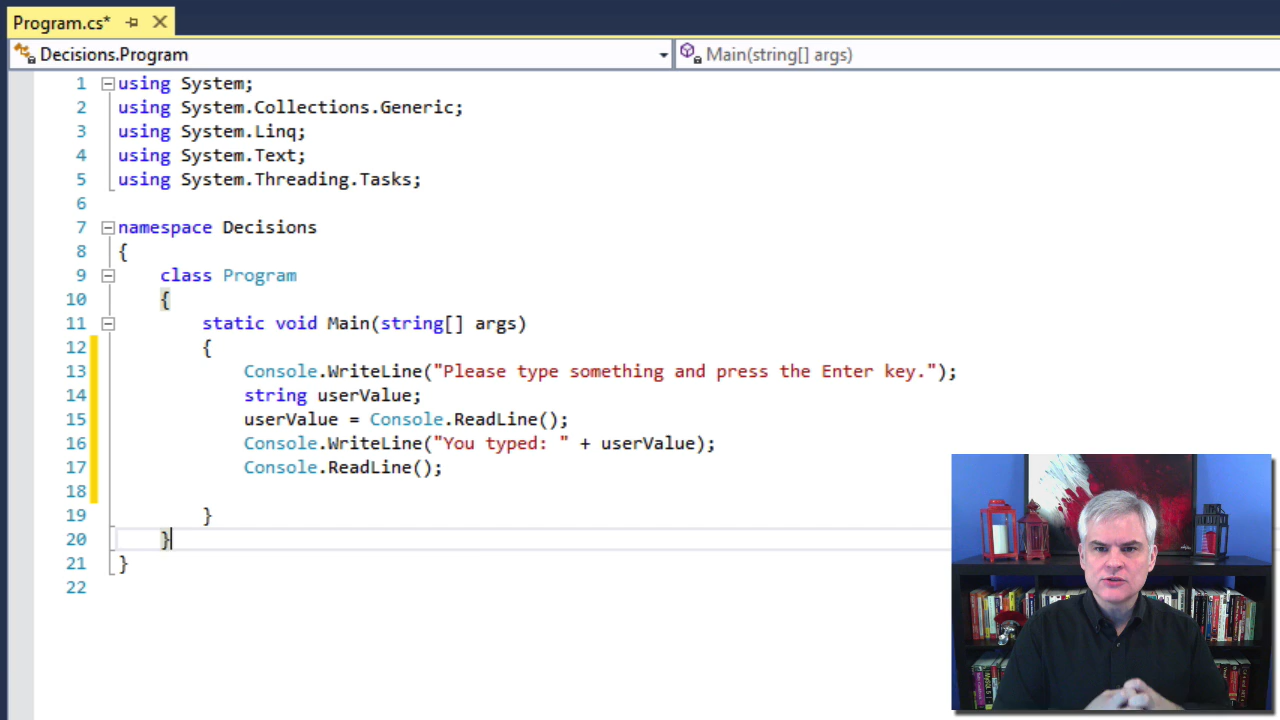 Program.cs*
Decisions.Program
Main(string[] args)
1 using System;
2 using System.Collections.Generic;
3 using System.Linq;
4 using System.Text;
5 using System.Threading.Tasks;
6
7 namespace Decisions
8 {
9 class Program
10 {
11 static void Main(string[] args)
12 {
13 Console.WriteLine("Please type something and press the Enter key.");
14 string userValue;
15 userValue = Console.ReadLine();
16 Console.WriteLine("You typed: " + userValue);
17 Console.ReadLine();
18
19 }
20 }
21 }
22